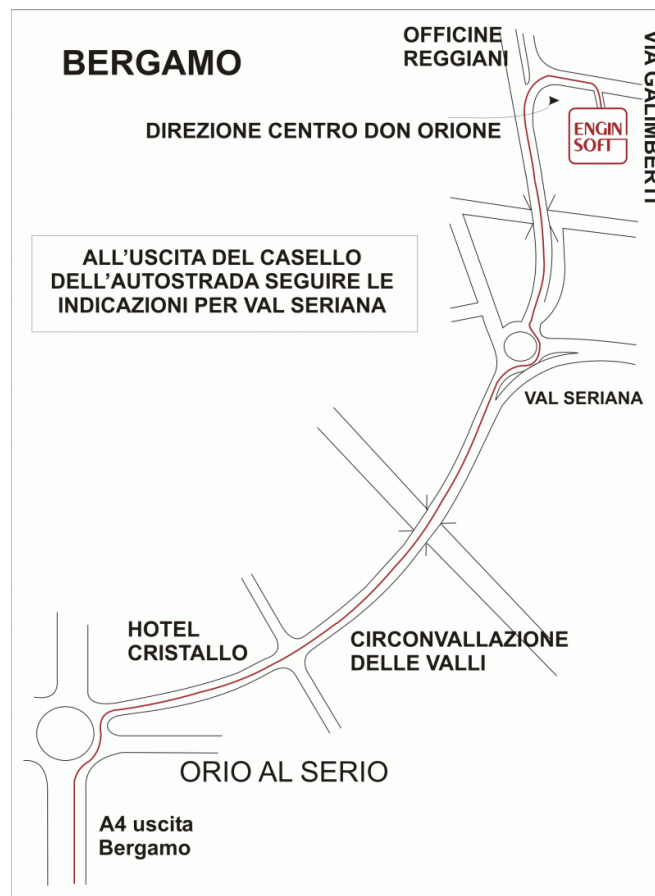 BERGAMO
OFFICINE
REGGIANI
VIA GALIMBERTI
DIREZIONE CENTRO DON ORIONE
ENGIN
SOFT
ALL'USCITA DEL CASELLO
DELL'AUTOSTRADA SEGUIRE LE
INDICAZIONI PER VAL SERIANA
VAL SERIANA
HOTEL
CRISTALLO
CIRCONVALLAZIONE
DELLE VALLI
ORIO AL SERIO
A4 uscita
Bergamo